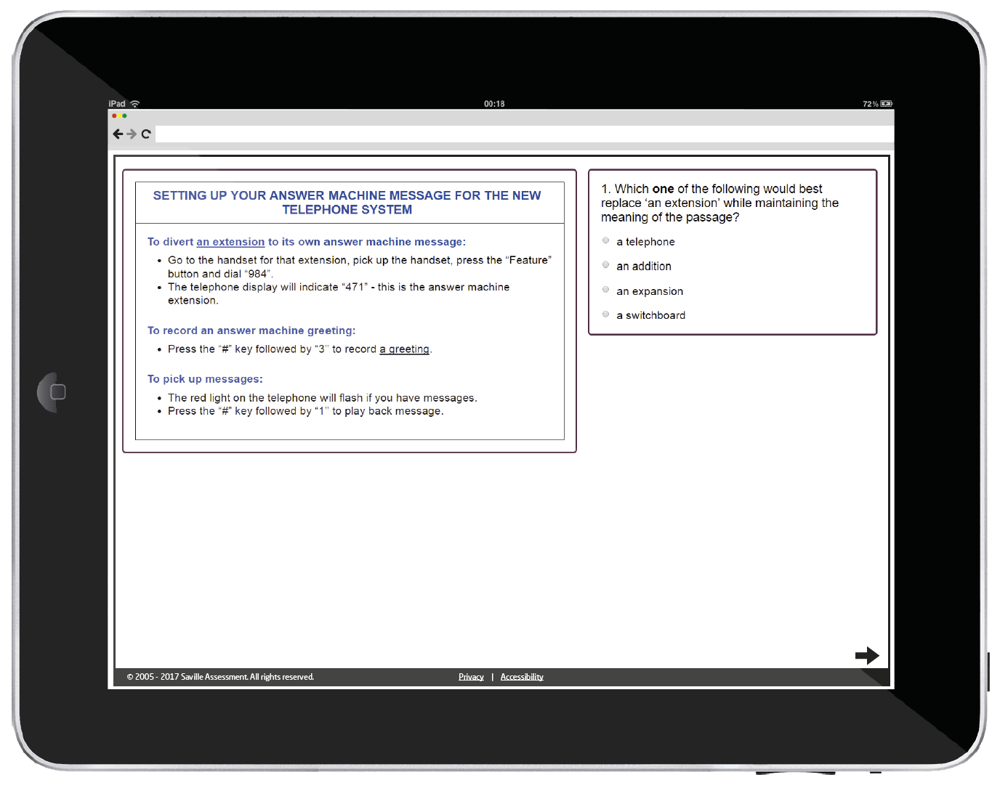 iPad 00:18 72%
SETTING UP YOUR ANSWER MACHINE MESSAGE FOR THE NEW
TELEPHONE SYSTEM
To divert an extension to its own answer machine message:
• Go to the handset for that extension, pick up the handset, press the “Feature”
button and dial “984”.
• The telephone display will indicate “471” - this is the answer machine
extension.
To record an answer machine greeting:
• Press the “#” key followed by “3” to record a greeting.
To pick up messages:
• The red light on the telephone will flash if you have messages.
• Press the “#” key followed by “1” to play back message.
1. Which one of the following would best
replace ‘an extension’ while maintaining the
meaning of the passage?
a telephone
an addition
an expansion
a switchboard
© 2005 - 2017 Saville Assessment. All rights reserved. Privacy | Accessibility